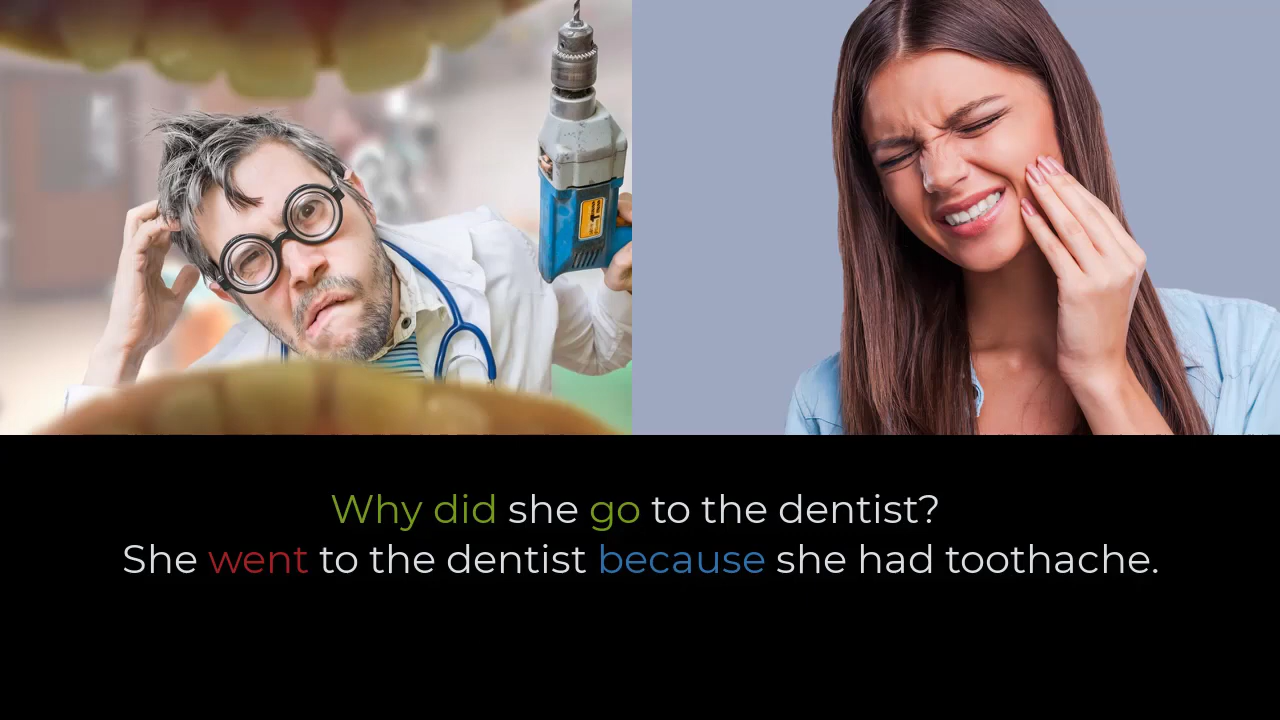 Why did she go to the dentist?
She went to the dentist because she had toothache.